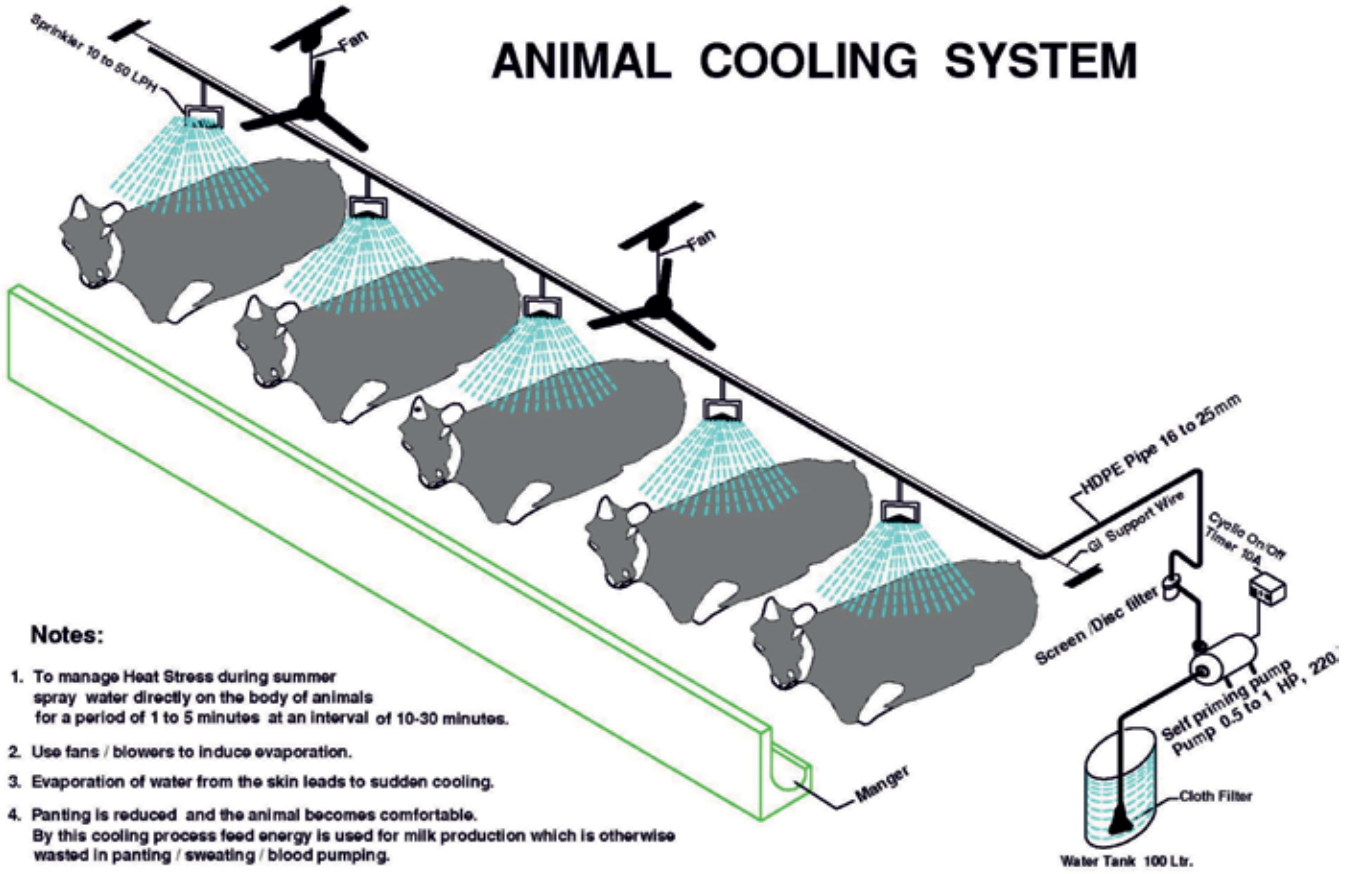 ANIMAL COOLING SYSTEM
Sprinkler 10 to 50 LPH
Fan
Fan
HDPE Pipe 16 to 25mm
GI Support Wire
Cyclic On/Off
Timer 10A
Screen /Disc filter
Self priming pump
Pump 0.5 to 1 HP, 220
Manger
Cloth Filter
Water Tank 100 Ltr.
Notes:
1. To manage Heat Stress during summer
spray water directly on the body of animals
for a period of 1 to 5 minutes at an interval of 10-30 minutes.
2. Use fans / blowers to induce evaporation.
3. Evaporation of water from the skin leads to sudden cooling.
4. Panting is reduced and the animal becomes comfortable.
By this cooling process feed energy is used for milk production which is otherwise
wasted in panting / sweating / blood pumping.